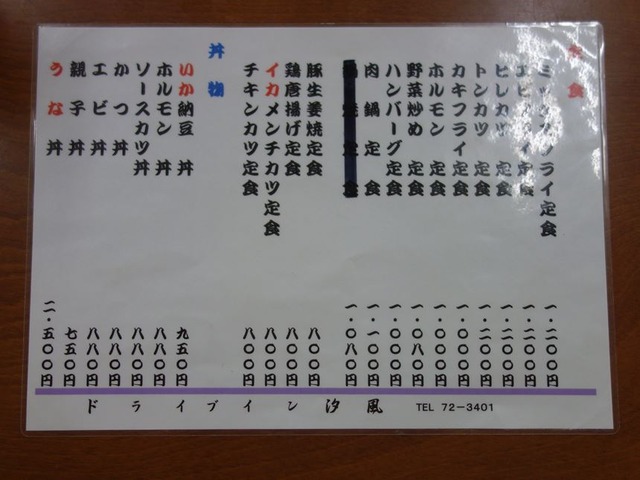 定食
ミックスフライ定食 一・二〇〇円
エビフライ定食 一・一〇〇円
ヒレカツ定食 一・二〇〇円
トンカツ定食 一・二〇〇円
カキフライ定食 一・〇〇〇円
ホルモン定食 一・〇〇〇円
野菜炒め定食 一・〇八〇円
ハンバーグ定食 一・〇〇〇円
肉鍋定食 一・一〇〇円
一・〇八〇円
豚生姜焼定食 八〇〇円
鶏唐揚げ定食 八〇〇円
イカメンチカツ定食 八〇〇円
チキンカツ定食 八〇〇円
丼物
いか納豆丼 九五〇円
ホルモン丼 八八〇円
ソースカツ丼 八八〇円
かつ丼 八八〇円
エビ丼 八八〇円
親子丼 七五〇円
うな丼 二・五〇〇円
ドライブイン汐風 TEL 72-3401